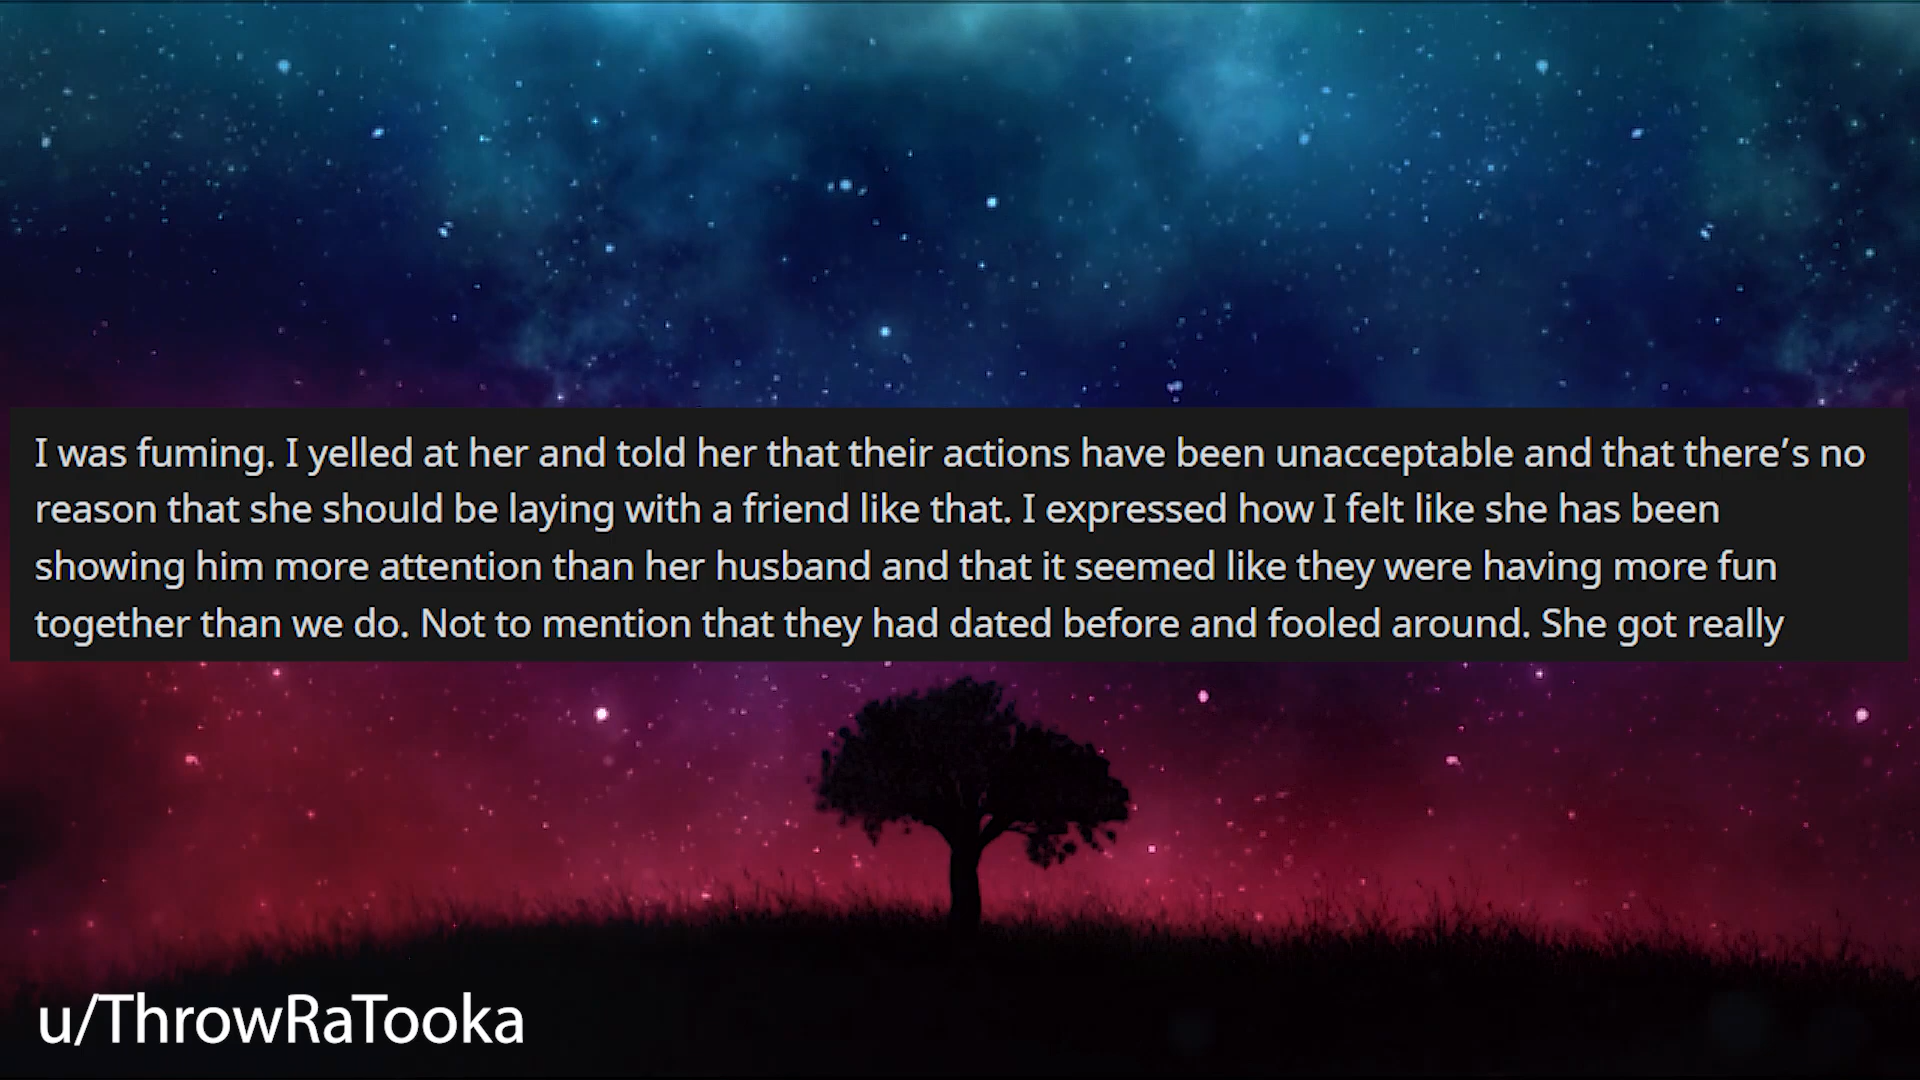 I was fuming. I yelled at her and told her that their actions have been unacceptable and that there’s no
reason that she should be laying with a friend like that. I expressed how I felt like she has been
showing him more attention than her husband and that it seemed like they were having more fun
together than we do. Not to mention that they had dated before and fooled around. She got really
u/ThrowRaTooka